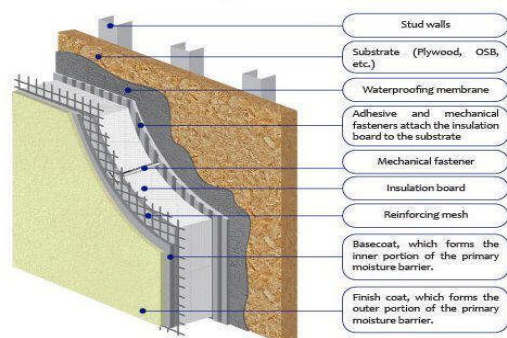 Stud walls
Substrate (Plywood, OSB,
etc.)
Waterproofing membrane
Adhesive and mechanical
fasteners attach the insulation
board to the substrate
Mechanical fastener
Insulation board
Reinforcing mesh
Basecoat, which forms the
inner portion of the primary
moisture barrier.
Finish coat, which forms the
outer portion of the primary
moisture barrier.